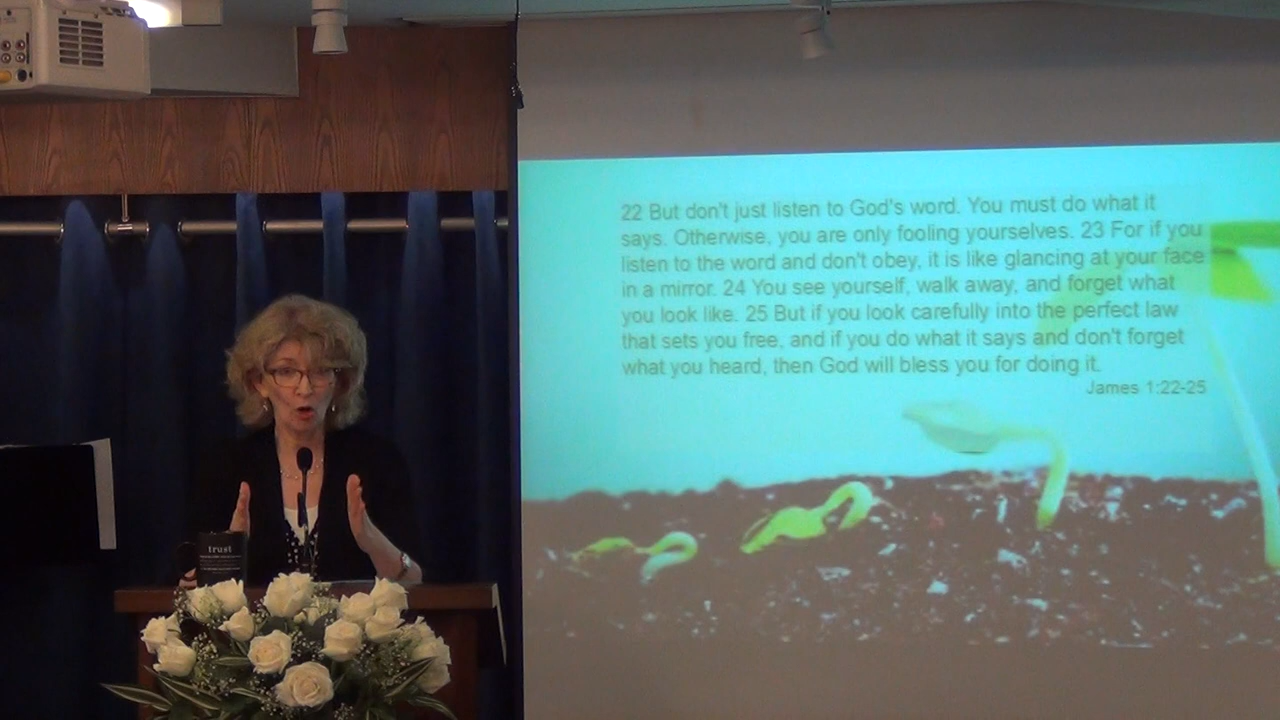 22 But don't just listen to God's word. You must do what it
says. Otherwise, you are only fooling yourselves. 23 For if you
listen to the word and don't obey, it is like glancing at your face
in a mirror. 24 You see yourself, walk away, and forget what
you look like. 25 But if you look carefully into the perfect law
that sets you free, and if you do what it says and don't forget
what you heard, then God will bless you for doing it.
James 1:22-25
trust